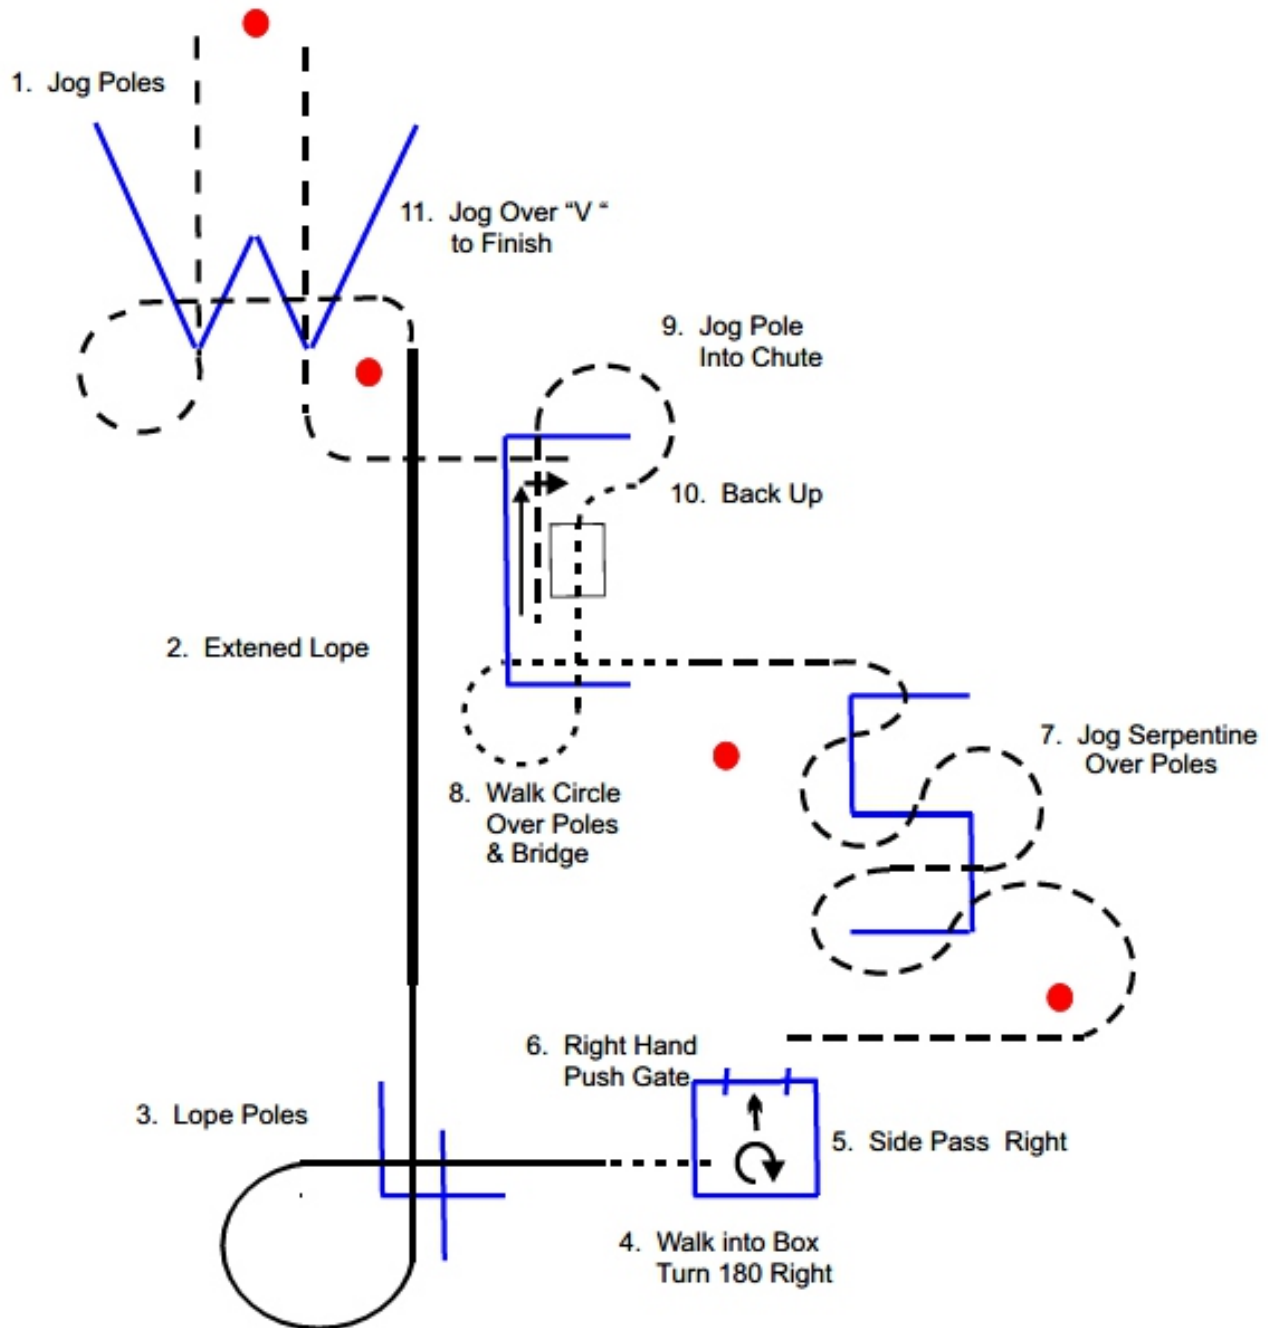 1. Jog Poles
11. Jog Over “V “
to Finish
9. Jog Pole
Into Chute
10. Back Up
2. Extened Lope
7. Jog Serpentine
Over Poles
8. Walk Circle
Over Poles
& Bridge
6. Right Hand
Push Gate
3. Lope Poles
5. Side Pass Right
4. Walk into Box
Turn 180 Right